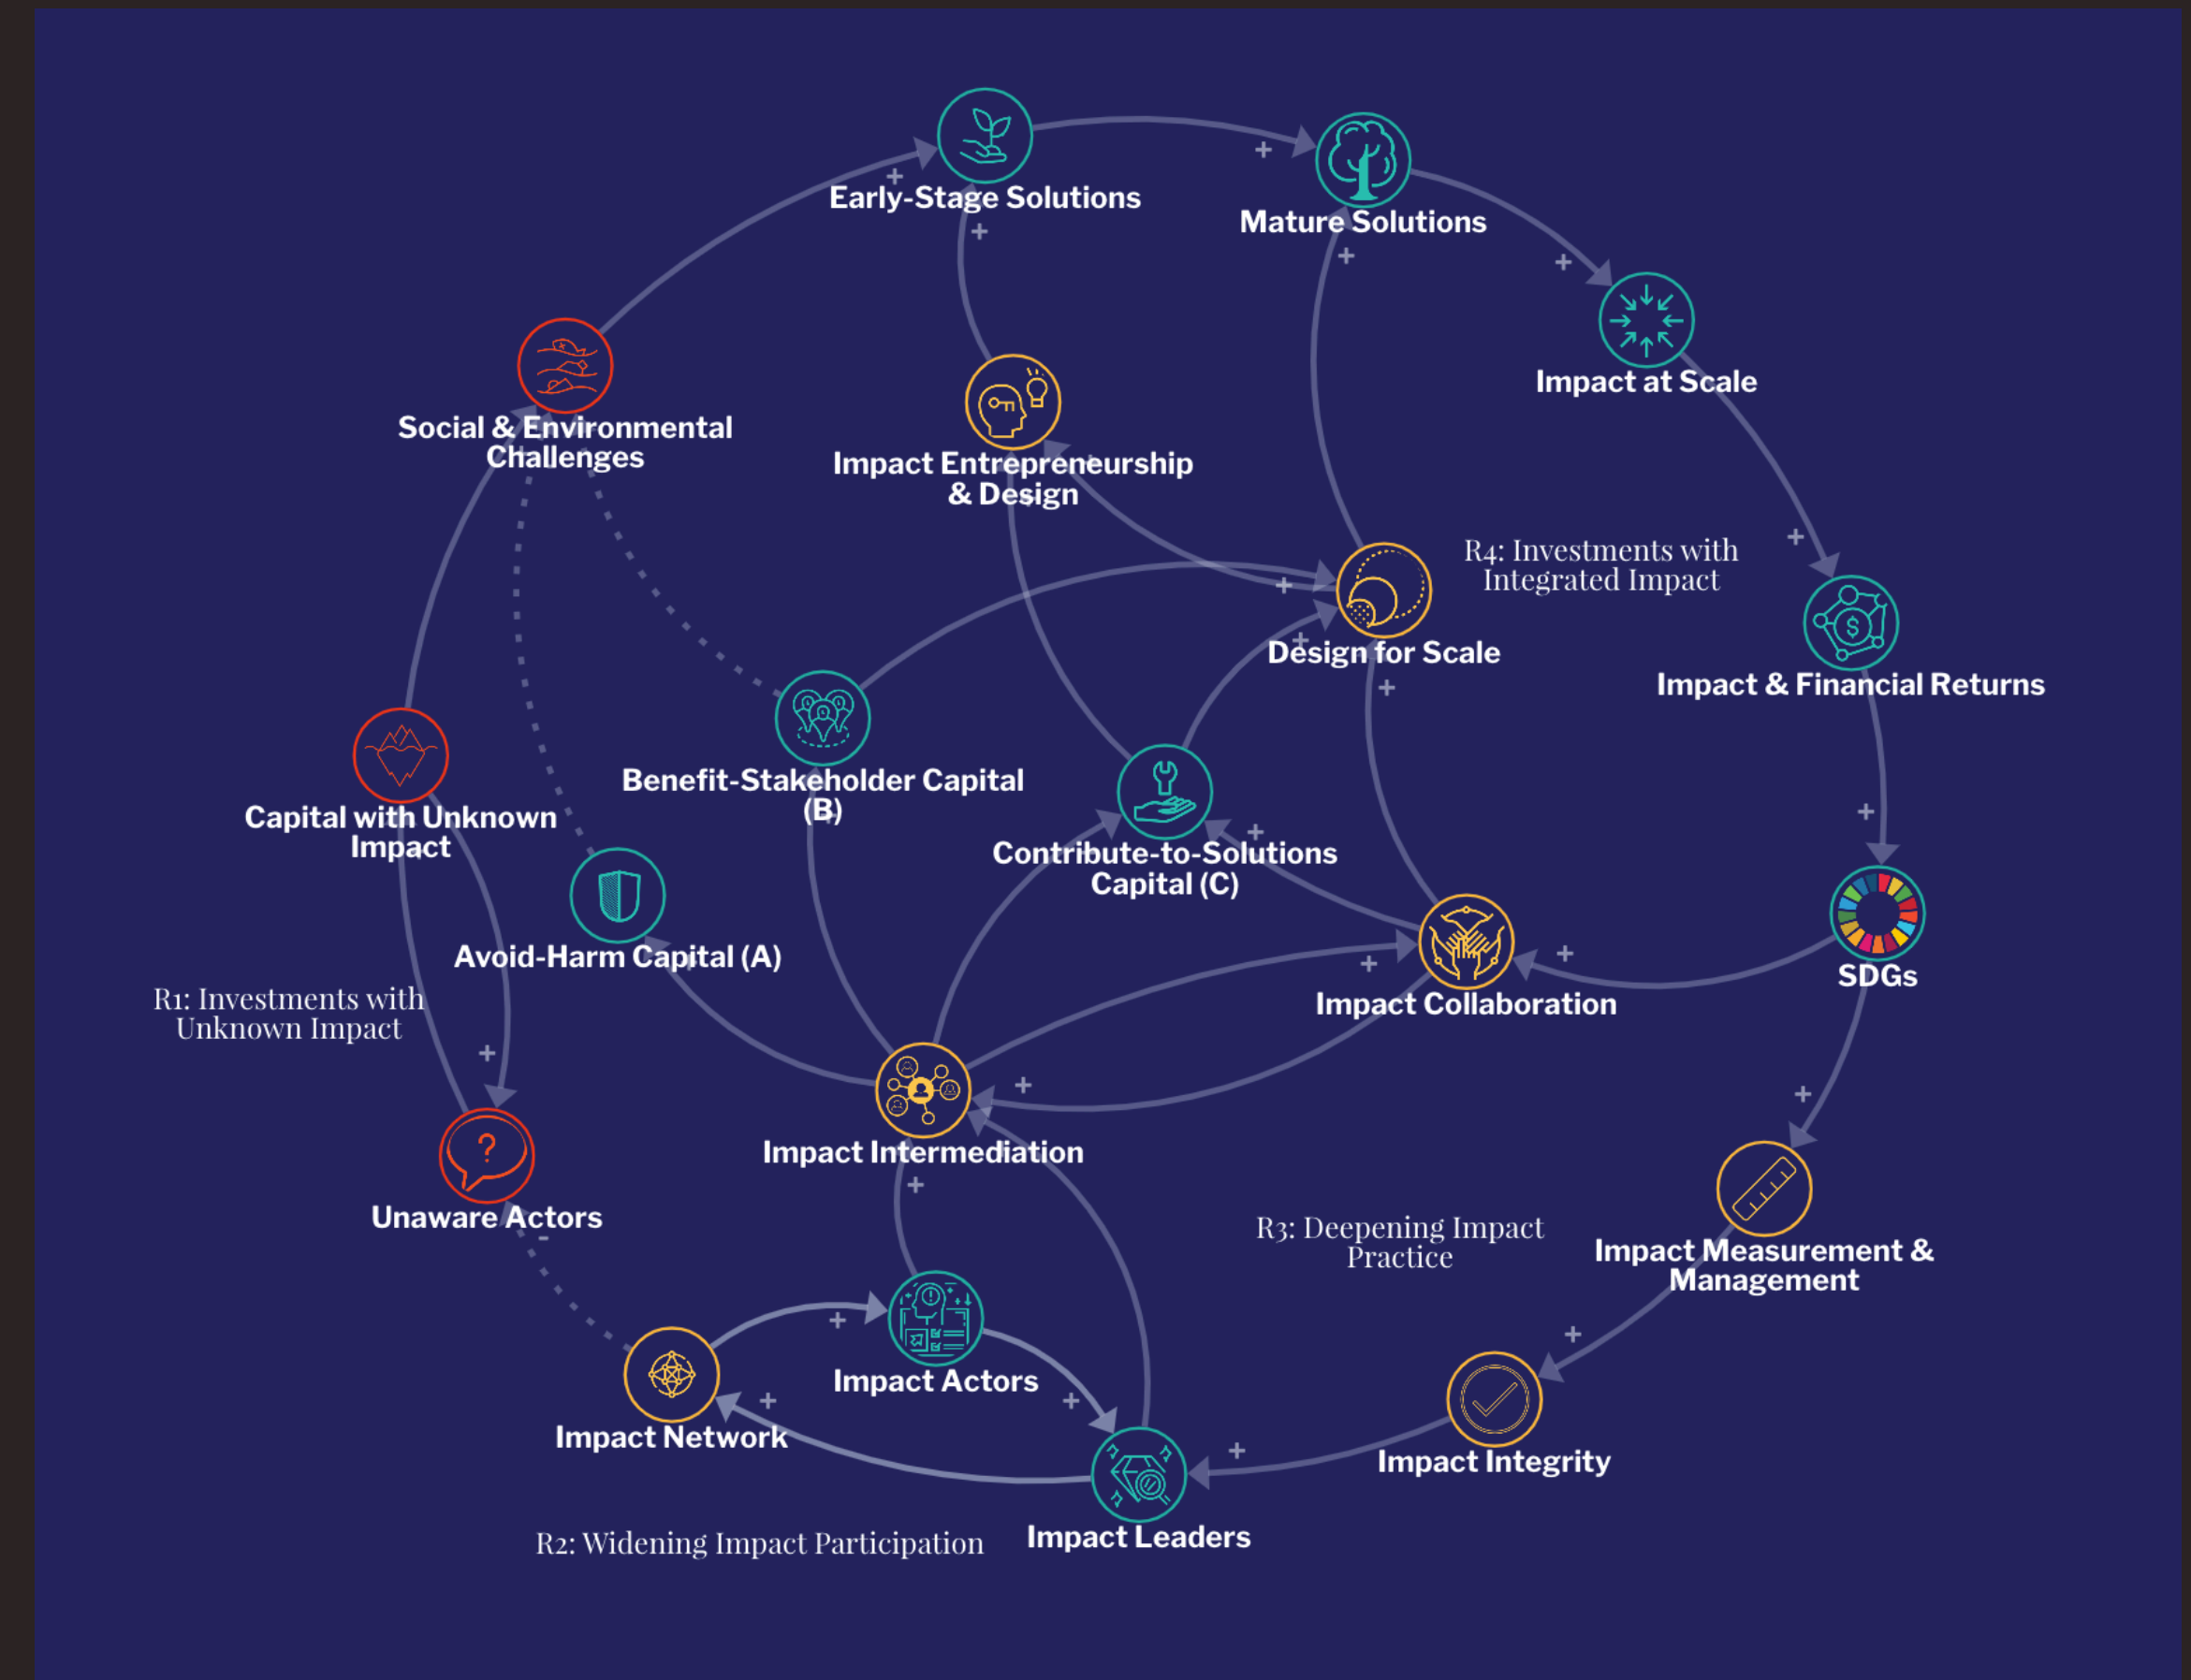 Early-Stage Solutions
Mature Solutions
Impact at Scale
Social & Environmental
Challenges
Impact Entrepreneurship
& Design
R4: Investments with
Integrated Impact
Design for Scale
Impact & Financial Returns
$
Benefit-Stakeholder Capital
(B)
Capital with Unknown
Impact
Contribute-to-Solutions
Capital (C)
Avoid-Harm Capital (A)
SDGs
Impact Collaboration
R1: Investments with
Unknown Impact
Impact Intermediation
?
Unaware Actors
R3: Deepening Impact
Practice
Impact Measurement &
Management
Impact Actors
Impact Network
Impact Integrity
Impact Leaders
R2: Widening Impact Participation